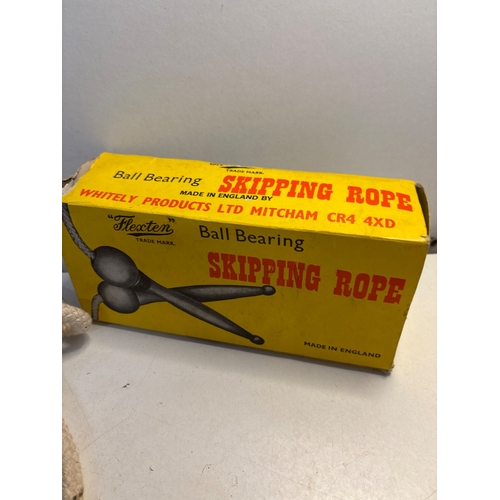 TRADE MARK.
Ball Bearing SKIPPING ROPE
MADE IN ENGLAND BY
WHITELY PRODUCTS LTD MITCHAM CR4 4XD
"Flexten"
TRADE MARK.
Ball Bearing
SKIPPING ROPE
MADE IN ENGLAND